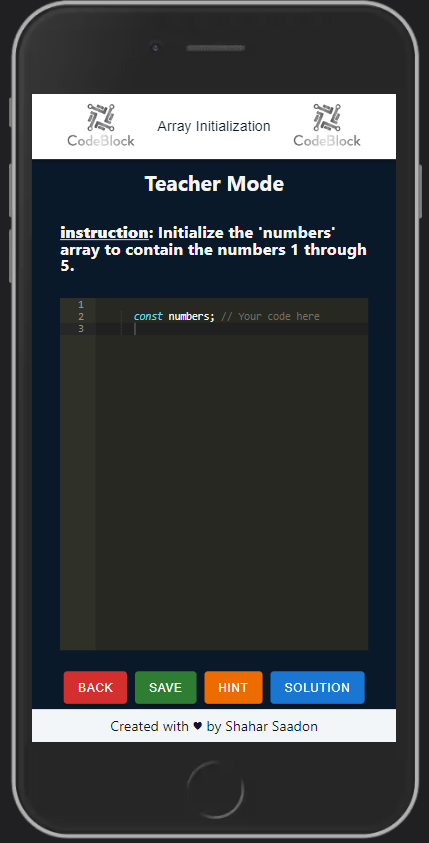 CodeBlock Array Initialization CodeBlock
Teacher Mode
instruction: Initialize the 'numbers'
array to contain the numbers 1 through
5.
1
2 const numbers; // Your code here
3
BACK SAVE HINT SOLUTION
Created with ♥ by Shahar Saadon